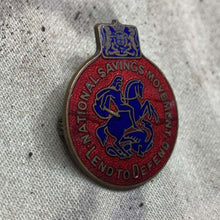 NATIONAL SAVINGS MOVEMENT
LEND TO DEFEND